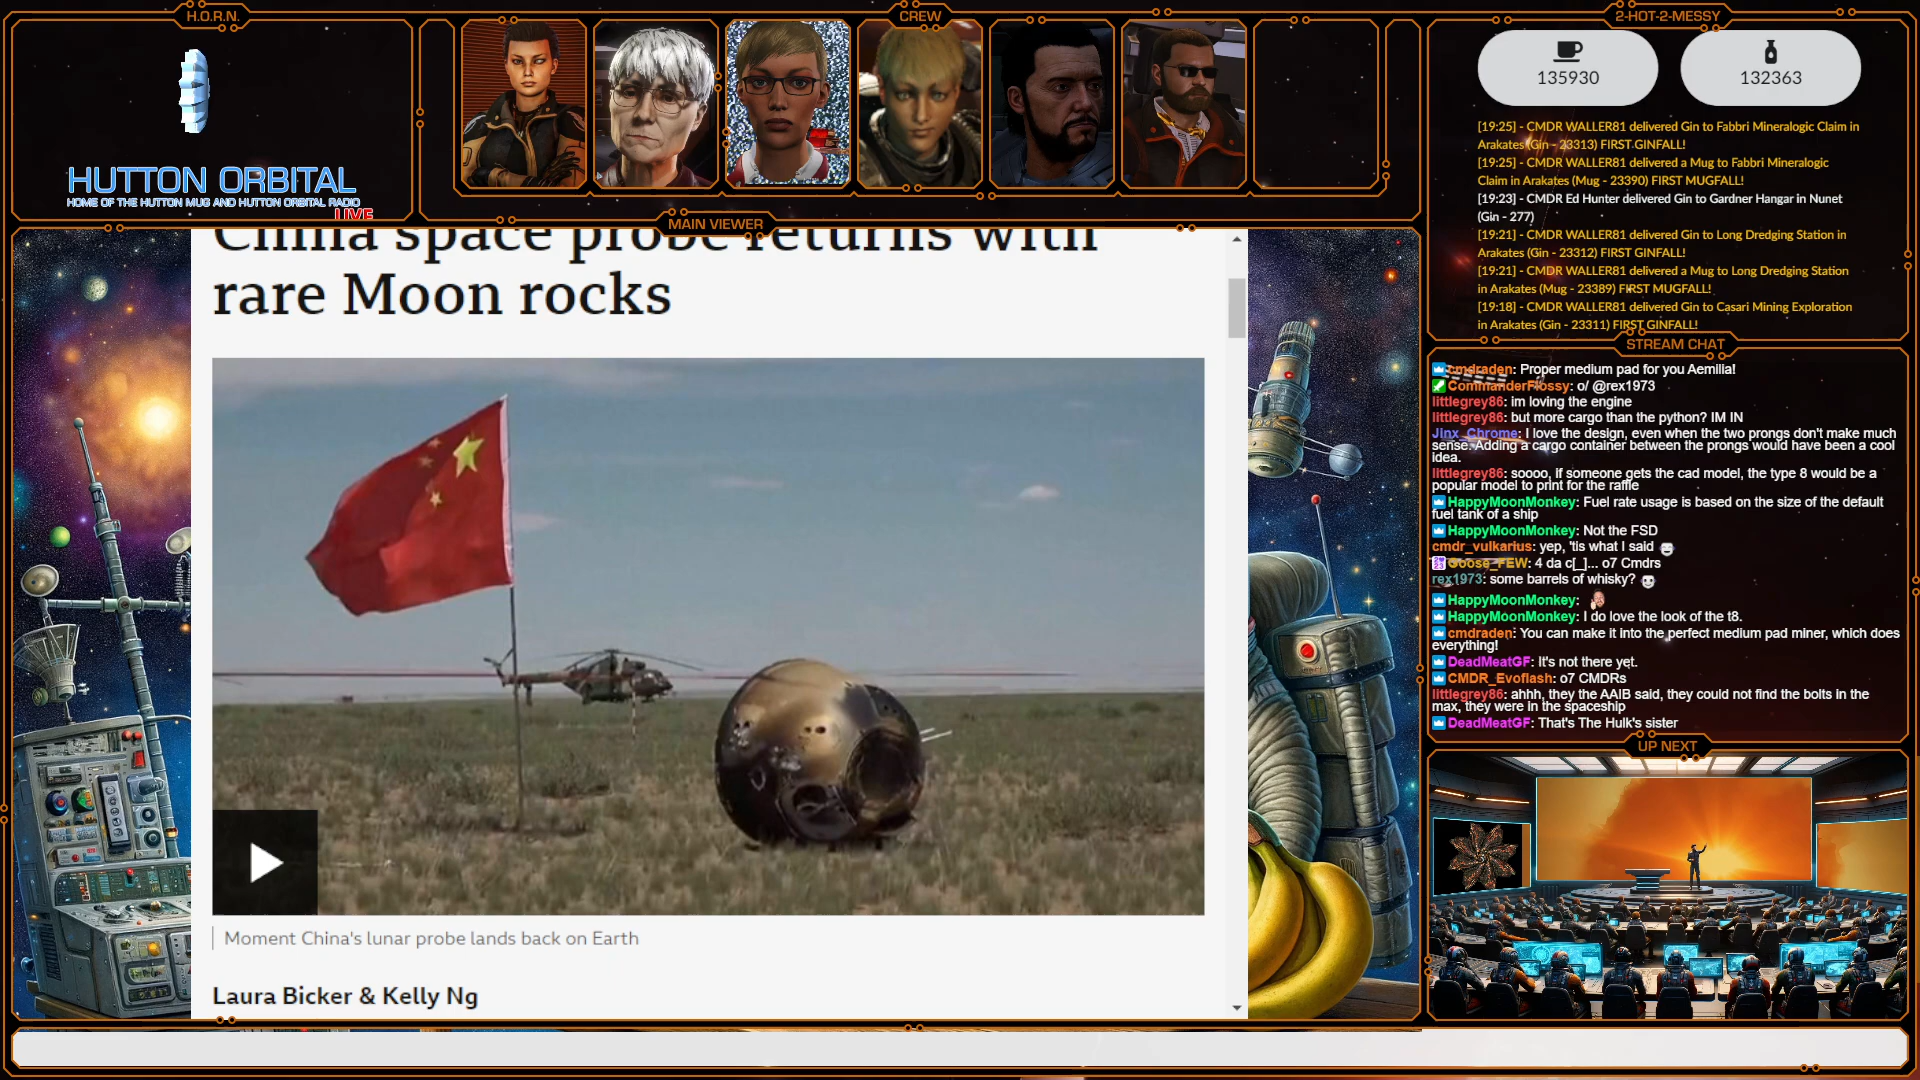 H.O.R.N.
HUTTON ORBITAL
HOME OF THE HUTTON MUG AND HUTTON ORBITAL RADIO
LIVE
CREW
MAIN VIEWER
China space probe returns with
rare Moon rocks
Moment China's lunar probe lands back on Earth
Laura Bicker & Kelly Ng
2-HOT-2-MESSY
135930
132363
[19:25] - CMDR WALLER81 delivered Gin to Fabbri Mineralogic Claim in
Arakates (Gin - 23313) FIRST GINFALL!
[19:25] - CMDR WALLER81 delivered a Mug to Fabbri Mineralogic
Claim in Arakates (Mug - 23390) FIRST MUGFALL!
[19:23] - CMDR Ed Hunter delivered Gin to Gardner Hangar in Nunet
(Gin - 277)
[19:21] - CMDR WALLER81 delivered Gin to Long Dredging Station in
Arakates (Gin - 23312) FIRST GINFALL!
[19:21] - CMDR WALLER81 delivered a Mug to Long Dredging Station
in Arakates (Mug - 23389) FIRST MUGFALL!
[19:18] - CMDR WALLER81 delivered Gin to Casari Mining Exploration
in Arakates (Gin - 23311) FIRST GINFALL!
STREAM CHAT
cmdraden: Proper medium pad for you Aemilia!
CommanderFlossy: o/ @rex1973
littlegrey86: im loving the engine
littlegrey86: but more cargo than the python? IM IN
Jinx_Chrome: I love the design, even when the two prongs don't make much
sense. Adding a cargo container between the prongs would have been a cool
idea.
littlegrey86: soooo, if someone gets the cad model, the type 8 would be a
popular model to print for the raffle
HappyMoonMonkey: Fuel rate usage is based on the size of the default
fuel tank of a ship
HappyMoonMonkey: Not the FSD
cmdr_vulkarius: yep, 'tis what I said
Goose_FEW: 4 da c[_]... o7 Cmdrs
rex1973: some barrels of whisky?
HappyMoonMonkey:
HappyMoonMonkey: I do love the look of the t8.
cmdraden: You can make it into the perfect medium pad miner, which does
everything!
DeadMeatGF: It's not there yet.
CMDR_Evoflash: o7 CMDRs
littlegrey86: ahhh, they the AAIB said, they could not find the bolts in the
max, they were in the spaceship
DeadMeatGF: That's The Hulk's sister
UP NEXT